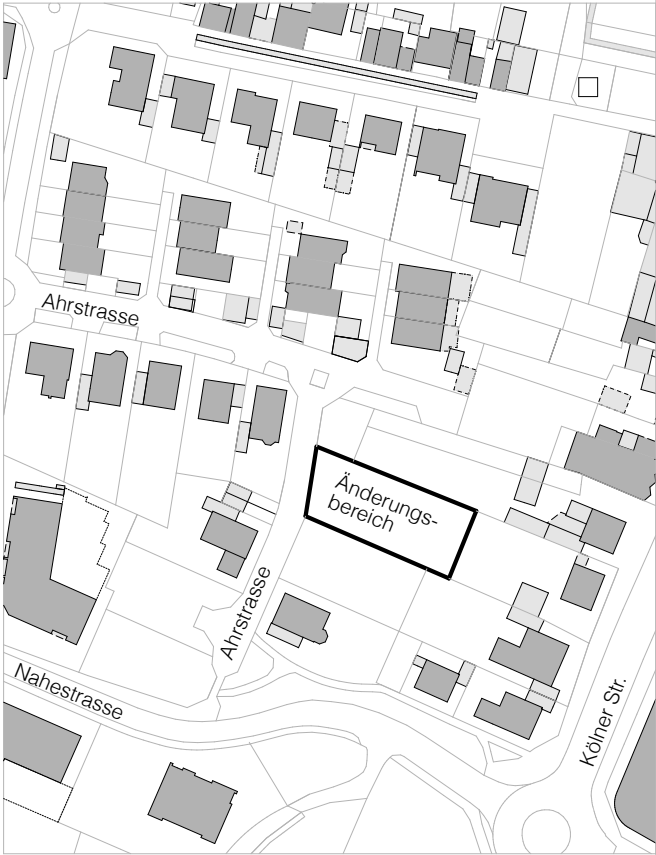 Ahrstrasse
Änderungs-
bereich
Ahrstrasse
Nahestrasse
Kölner Str.